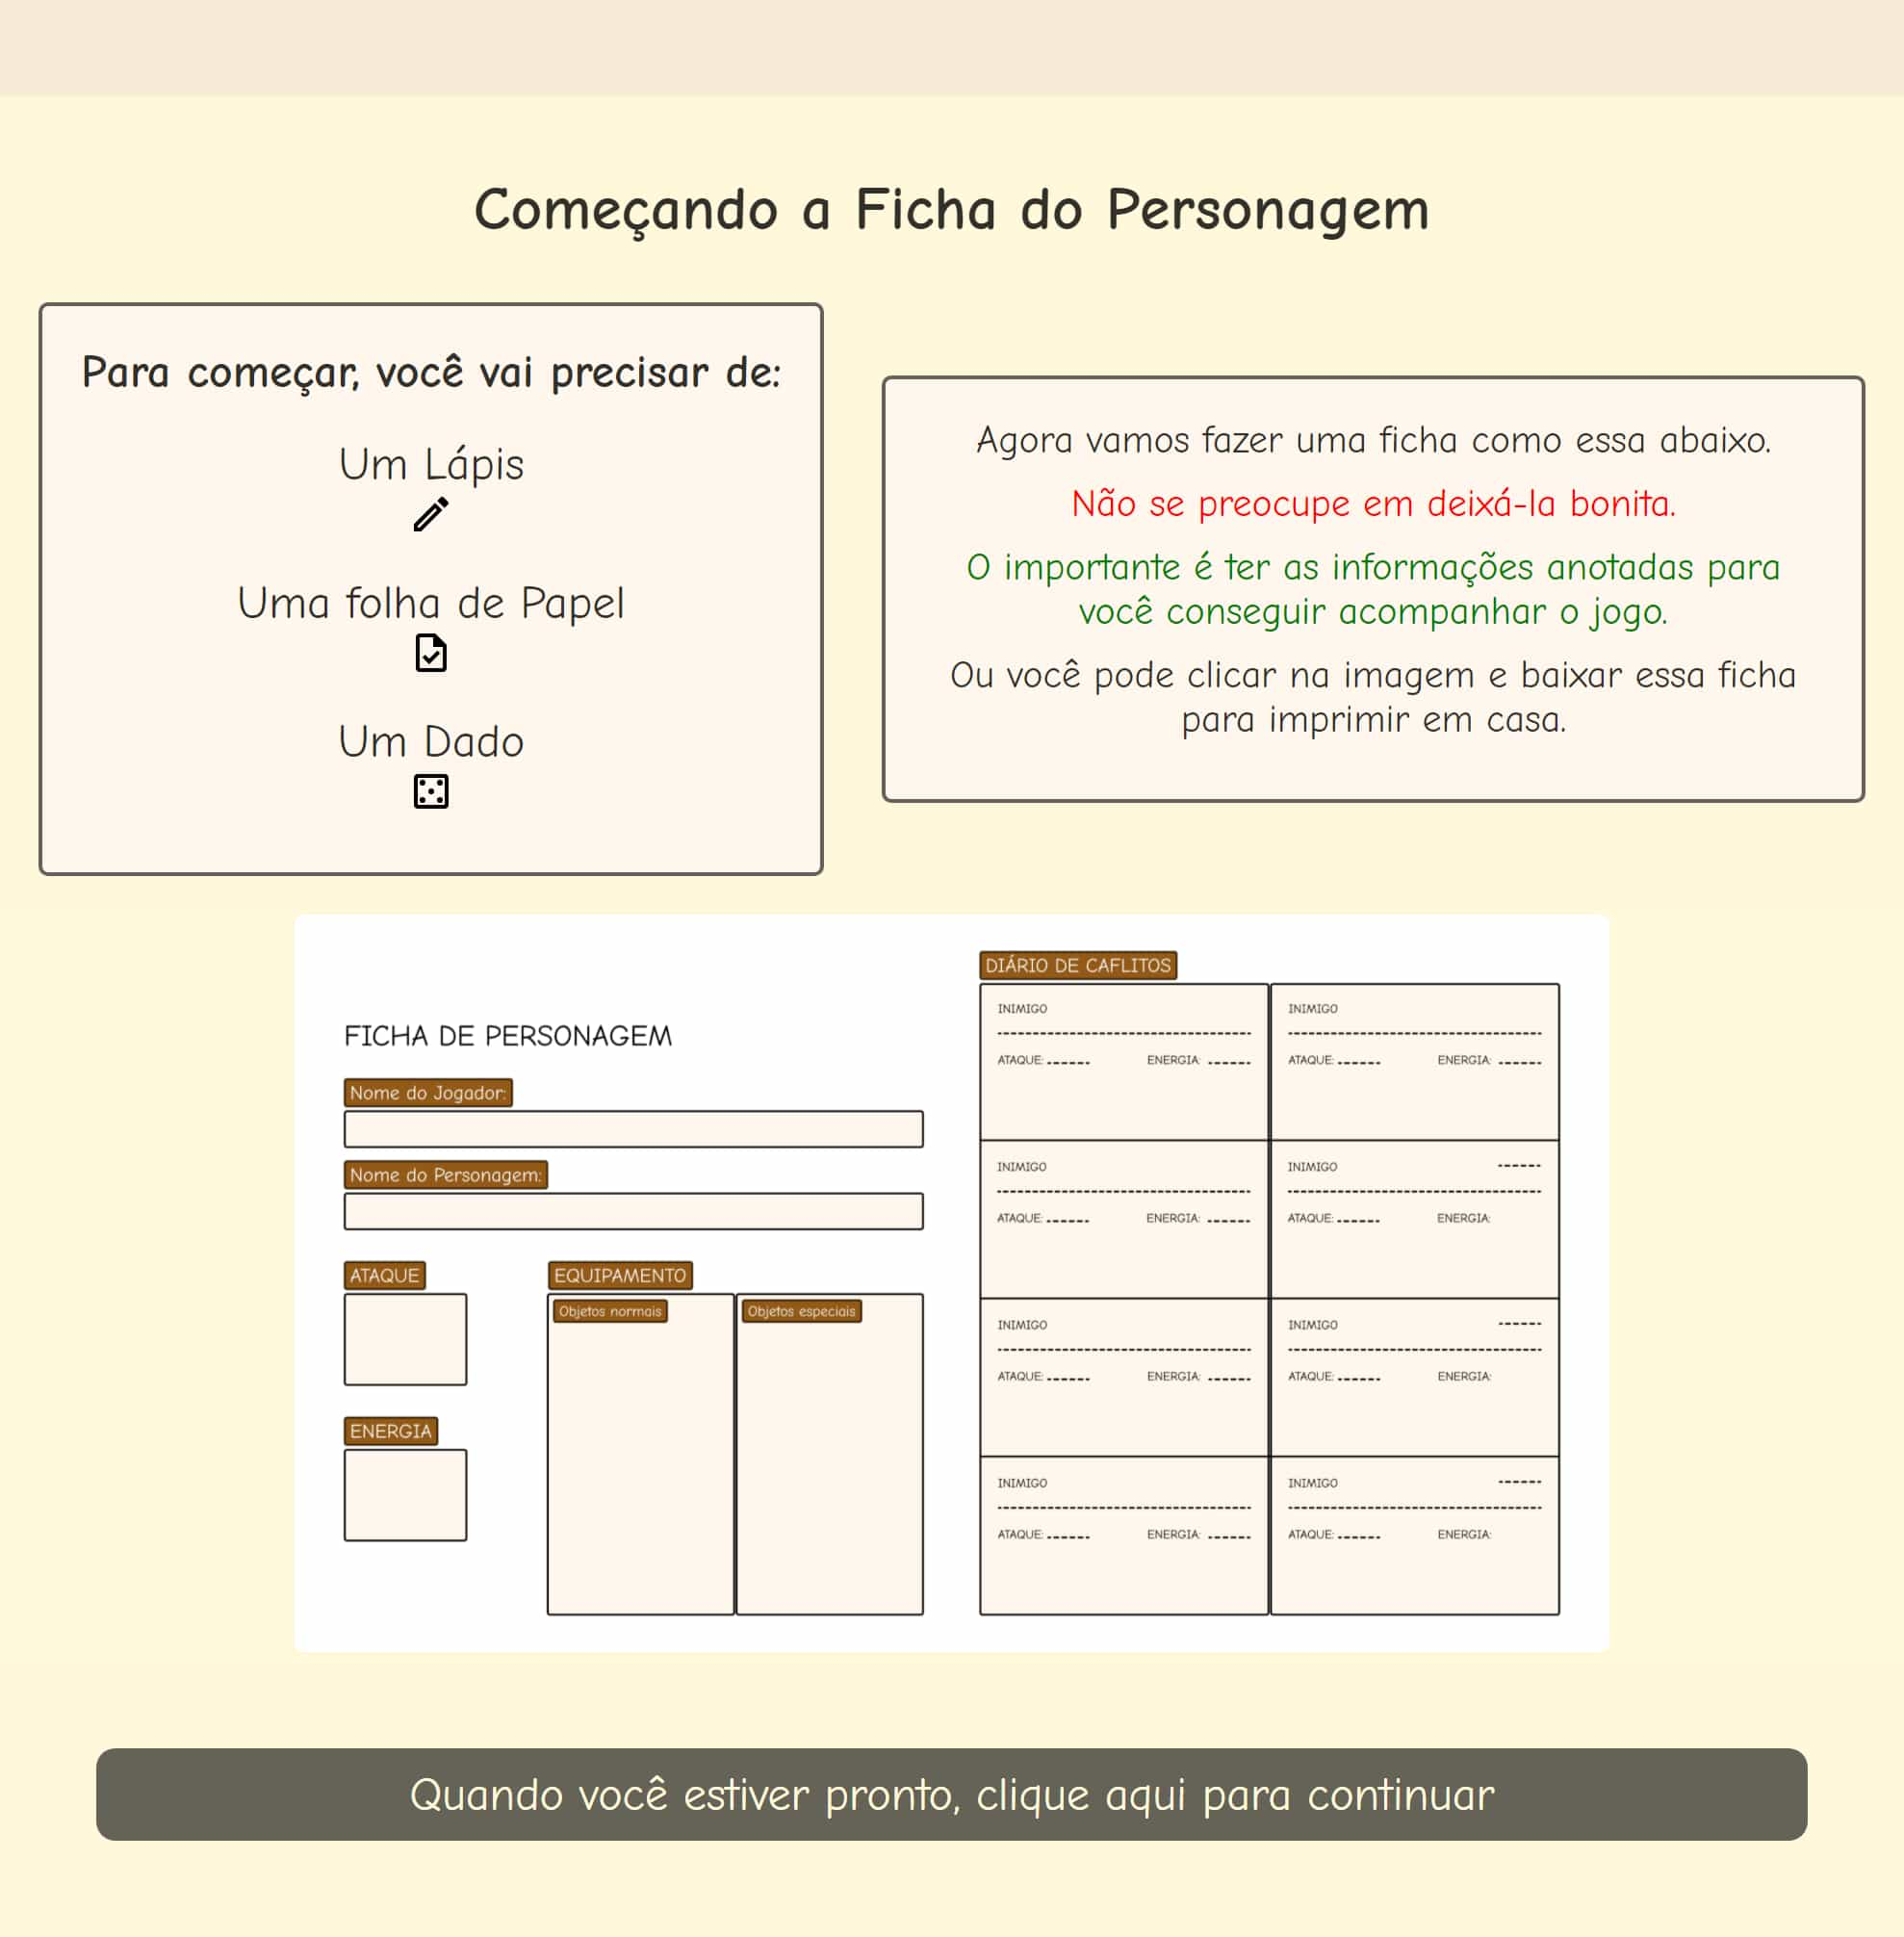 Começando a Ficha do Personagem
Para começar, você vai precisar de:
Um Lápis
Uma folha de Papel
Um Dado
Agora vamos fazer uma ficha como essa abaixo.
Não se preocupe em deixá-la bonita.
O importante é ter as informações anotadas para
você conseguir acompanhar o jogo.
Ou você pode clicar na imagem e baixar essa ficha
para imprimir em casa.
FICHA DE PERSONAGEM
Nome do Jogador:
Nome do Personagem:
ATAQUE
ENERGIA
EQUIPAMENTO
Objetos normais
Objetos especiais
DIÁRIO DE CAFLITOS
INIMIGO
ATAQUE: ENERGIA:
INIMIGO
ATAQUE: ENERGIA:
INIMIGO
ATAQUE: ENERGIA:
INIMIGO
ATAQUE: ENERGIA:
INIMIGO
ATAQUE: ENERGIA:
INIMIGO
ATAQUE: ENERGIA:
INIMIGO
ATAQUE: ENERGIA:
INIMIGO
ATAQUE: ENERGIA:
Quando você estiver pronto, clique aqui para continuar